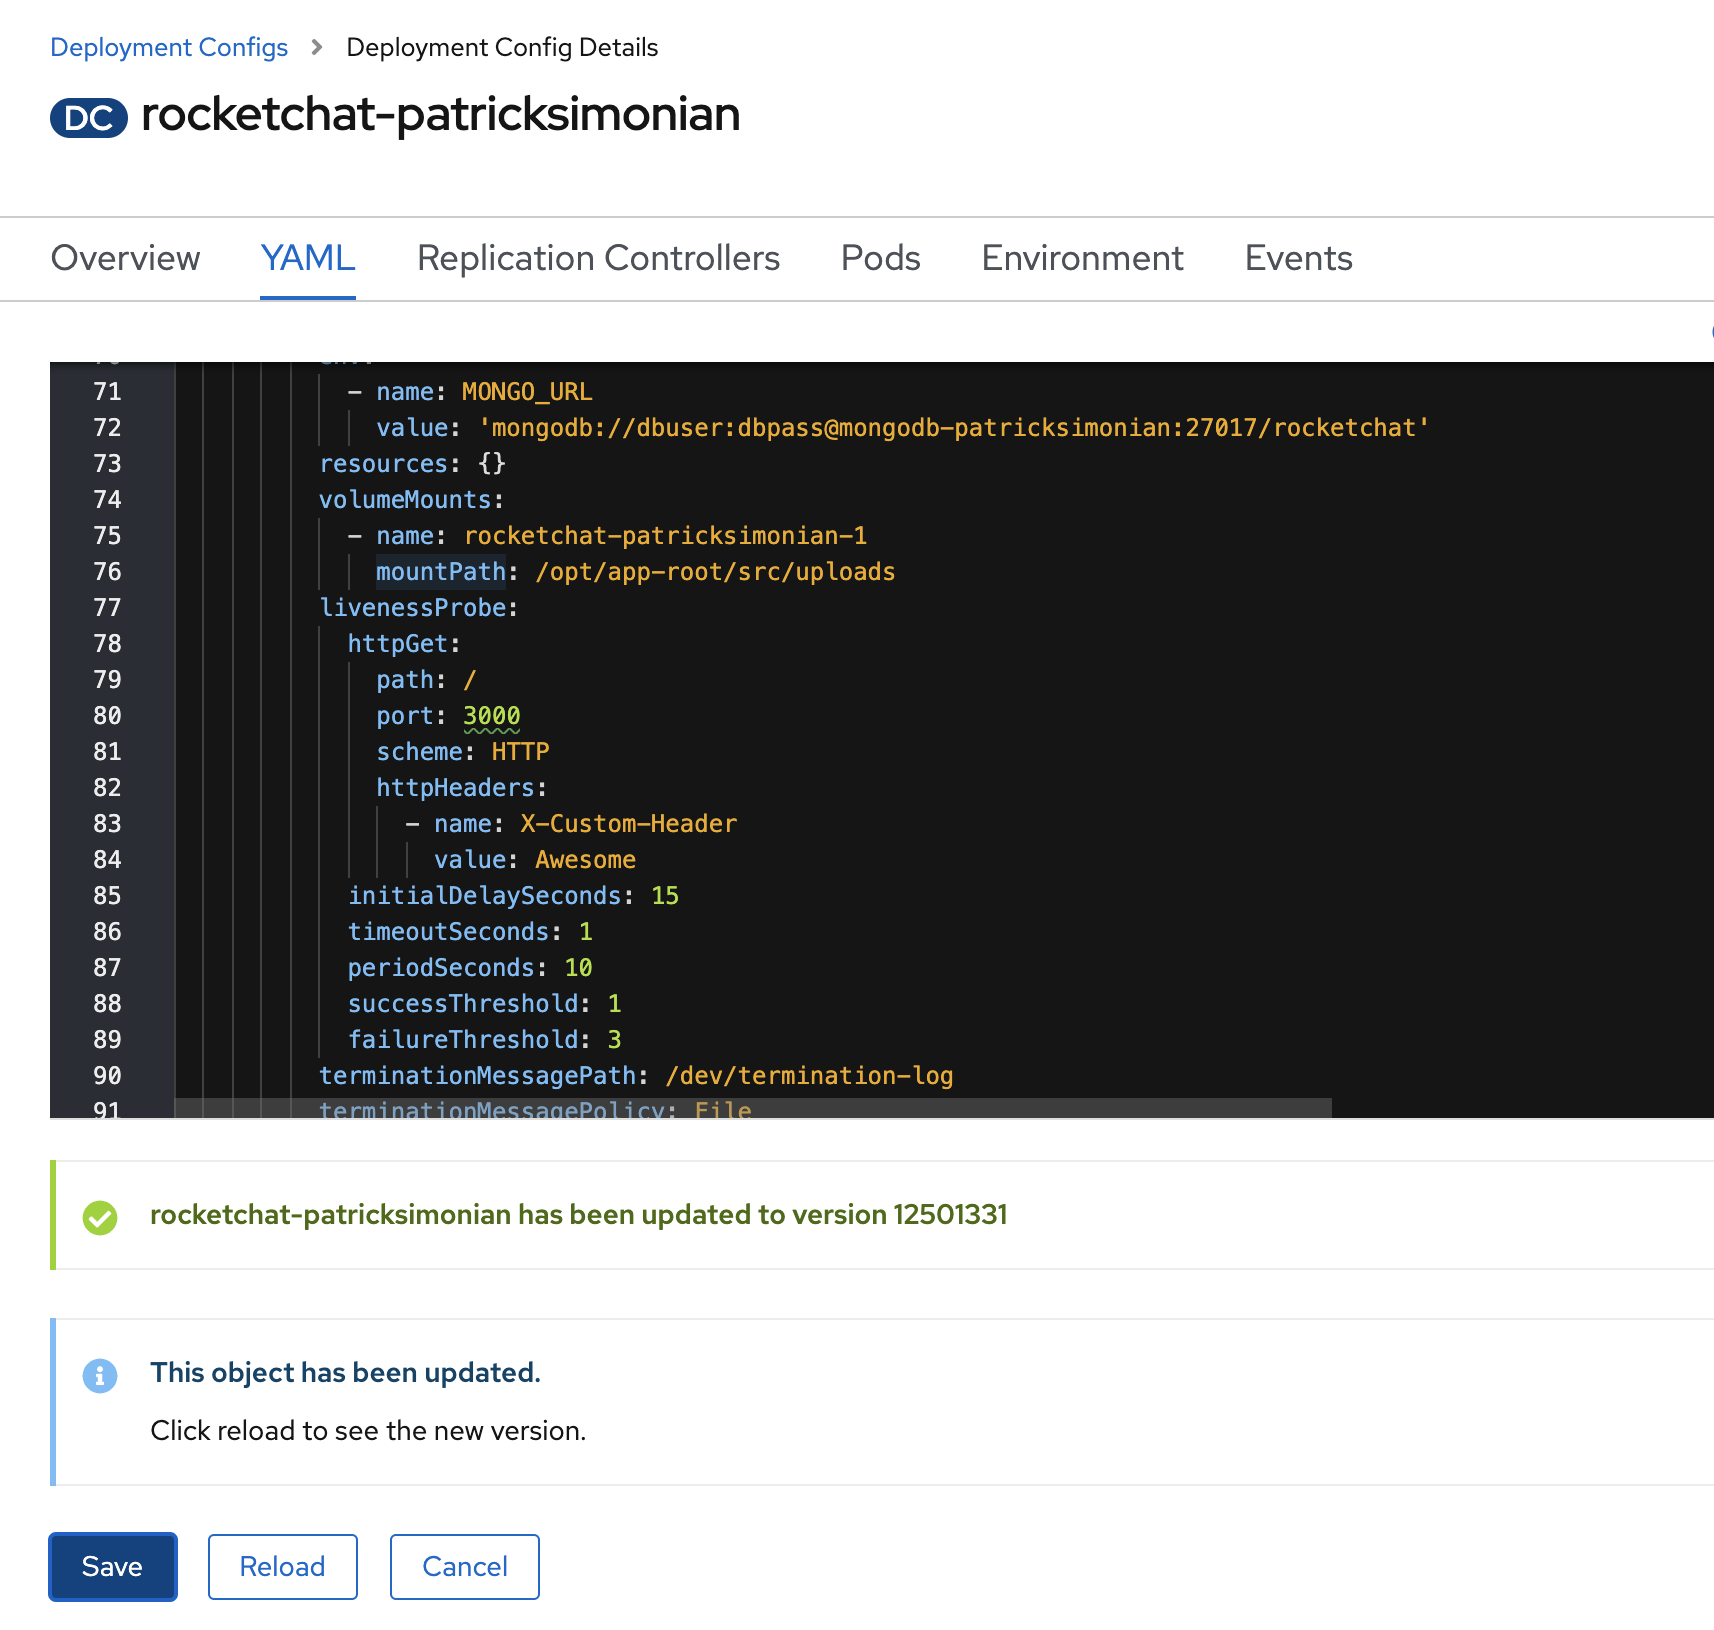 Deployment Configs > Deployment Config Details
DC rocketchat-patricksimonian
Overview YAML Replication Controllers Pods Environment Events
71 - name: MONGO_URL
72 value: 'mongodb://dbuser:dbpass@mongodb-patricksimonian:27017/rocketchat'
73 resources: {}
74 volumeMounts:
75 - name: rocketchat-patricksimonian-1
76 mountPath: /opt/app-root/src/uploads
77 livenessProbe:
78 httpGet:
79 path: /
80 port: 3000
81 scheme: HTTP
82 httpHeaders:
83 - name: X-Custom-Header
84 value: Awesome
85 initialDelaySeconds: 15
86 timeoutSeconds: 1
87 periodSeconds: 10
88 successThreshold: 1
89 failureThreshold: 3
90 terminationMessagePath: /dev/termination-log
91 terminationMessagePolicy: File
rocketchat-patricksimonian has been updated to version 12501331
This object has been updated.
Click reload to see the new version.
Save Reload Cancel